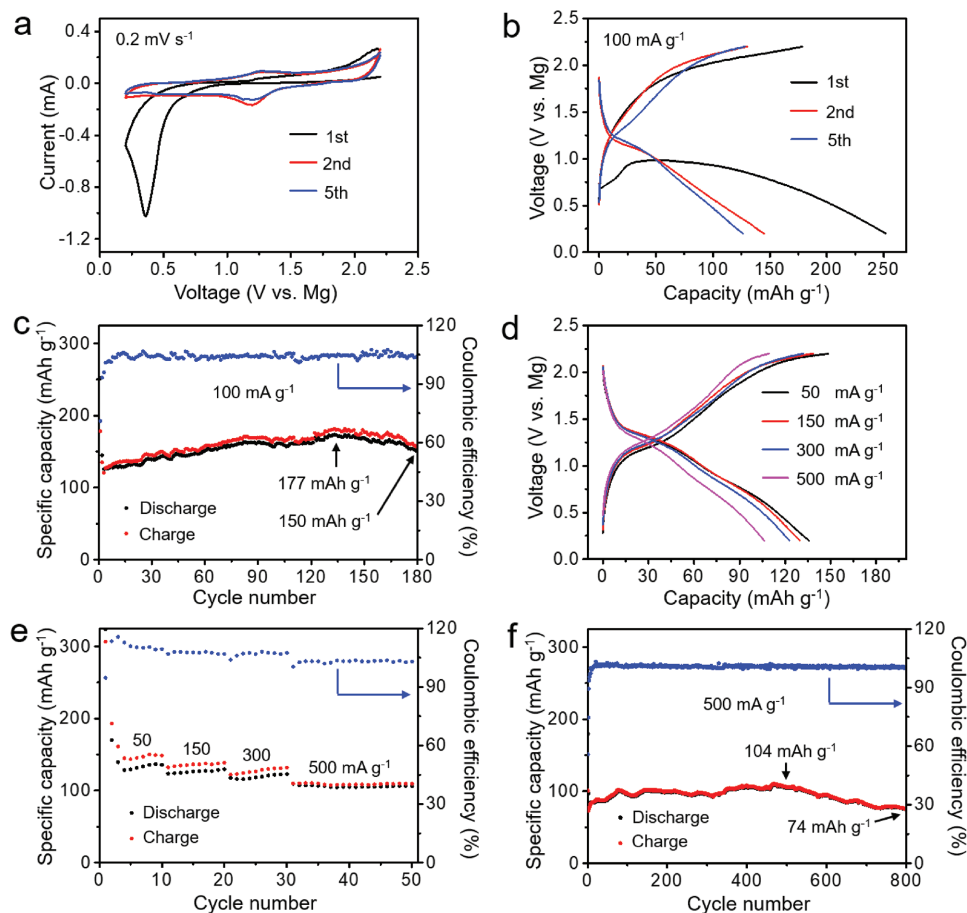 a
0.2 mV s-1
0.4
0.0
-0.4
-0.8
-1.2
Current (mA)
1st
2nd
5th
0.0 0.5 1.0 1.5 2.0 2.5
Voltage (V vs. Mg)
b
100 mA g-1
2.5
2.0
1.5
1.0
0.5
0.0
Voltage (V vs. Mg)
1st
2nd
5th
0 50 100 150 200 250
Capacity (mAh g-1)
c
300
250
200
150
100
50
0
Specific capacity (mAh g-1)
100 mA g-1
177 mAh g-1
150 mAh g-1
Discharge
Charge
120
90
60
30
0
Coulombic efficiency (%)
0 30 60 90 120 150 180
Cycle number
d
2.5
2.0
1.5
1.0
0.5
0.0
Voltage (V vs. Mg)
50 mA g-1
150 mA g-1
300 mA g-1
500 mA g-1
0 30 60 90 120 150 180
Capacity (mAh g-1)
e
300
250
200
150
100
50
0
Specific capacity (mAh g-1)
50
150
300
500 mA g-1
Discharge
Charge
120
90
60
30
0
Coulombic efficiency (%)
0 10 20 30 40 50
Cycle number
f
300
250
200
150
100
50
0
Specific capacity (mAh g-1)
500 mA g-1
104 mAh g-1
74 mAh g-1
Discharge
Charge
120
90
60
30
0
Coulombic efficiency (%)
0 200 400 600 800
Cycle number